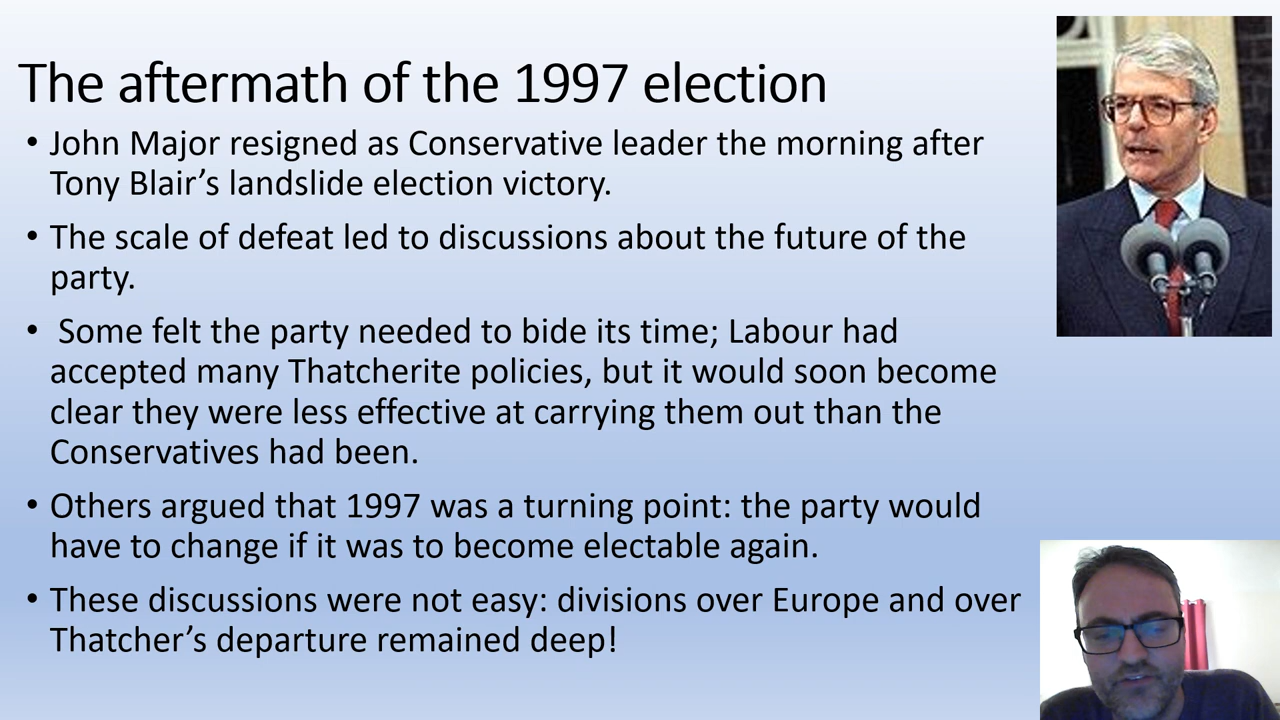 The aftermath of the 1997 election
• John Major resigned as Conservative leader the morning after
Tony Blair’s landslide election victory.
• The scale of defeat led to discussions about the future of the
party.
• Some felt the party needed to bide its time; Labour had
accepted many Thatcherite policies, but it would soon become
clear they were less effective at carrying them out than the
Conservatives had been.
• Others argued that 1997 was a turning point: the party would
have to change if it was to become electable again.
• These discussions were not easy: divisions over Europe and over
Thatcher’s departure remained deep!